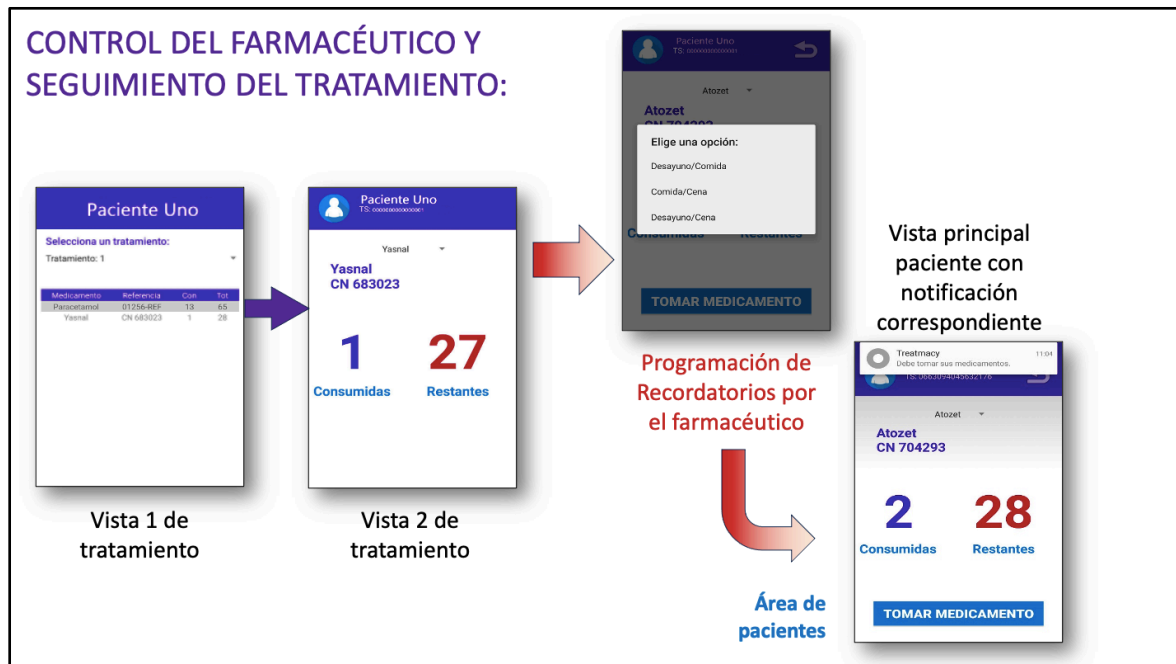 CONTROL DEL FARMACÉUTICO Y
SEGUIMIENTO DEL TRATAMIENTO:
Paciente Uno
Selecciona un tratamiento:
Tratamiento: 1
Medicamento Referencia Con Tot
Paracetamol 01256-REF 13 65
Yasnal CN 683023 1 28
Vista 1 de
tratamiento
Paciente Uno
Yasnal
Yasnal
CN 683023
1 27
Consumidas Restantes
Vista 2 de
tratamiento
Paciente Uno
Atozet
Atozet
CN 704293
Elige una opción:
Desayuno/Comida
Comida/Cena
Desayuno/Cena
Consumidas Restantes
TOMAR MEDICAMENTO
Programación de
Recordatorios por
el farmacéutico
Vista principal
paciente con
notificación
correspondiente
Treatmacy 11:04
Debe tomar sus medicamentos.
Atozet
Atozet
CN 704293
2 28
Consumidas Restantes
TOMAR MEDICAMENTO
Área de
pacientes